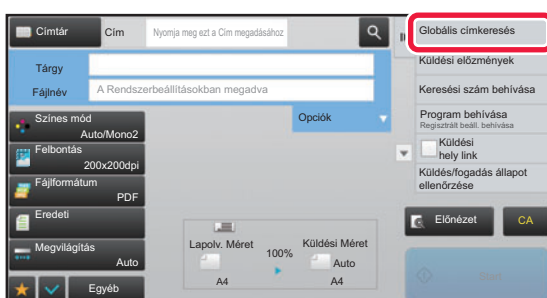 Címtár
Cím
Nyomja meg ezt a Cím megadásához
Globális címkeresés
Tárgy
Küldési előzmények
Fájlnév
A Rendszerbeállításokban megadva
Keresési szám behívása
Színes mód
Auto/Mono2
Opciók
Program behívása
Regisztrált beáll. behívása
Felbontás
200x200dpi
Küldési
hely link
Fájlformátum
PDF
Küldés/fogadás állapot
ellenőrzése
Eredeti
Előnézet
CA
Megvilágítás
Auto
Lapolv. Méret
100%
Küldési Méret
Auto
A4
A4
Egyéb
Start